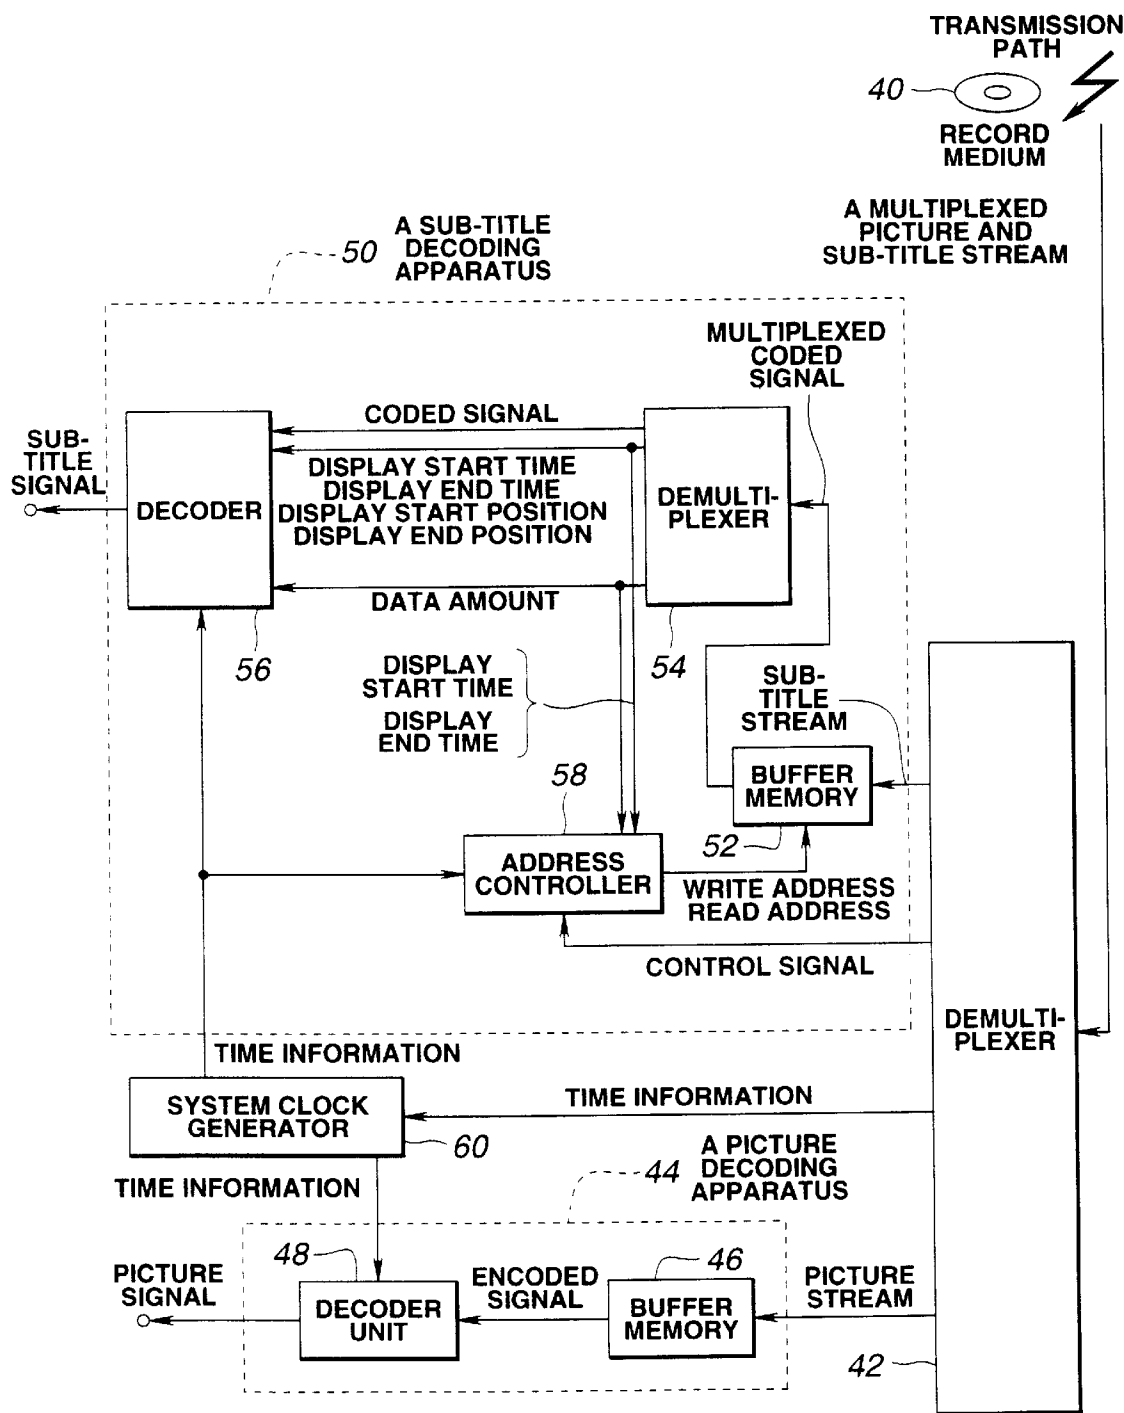 TRANSMISSION
PATH
40
RECORD
MEDIUM
A MULTIPLEXED
PICTURE AND
SUB-TITLE STREAM
50
A SUB-TITLE
DECODING
APPARATUS
MULTIPLEXED
CODED
SIGNAL
CODED SIGNAL
SUB-
TITLE
SIGNAL
DECODER
DISPLAY START TIME
DISPLAY END TIME
DISPLAY START POSITION
DISPLAY END POSITION
DEMULTI-
PLEXER
DATA AMOUNT
56
54
DISPLAY
START TIME
DISPLAY
END TIME
SUB-
TITLE
STREAM
BUFFER
MEMORY
58
52
ADDRESS
CONTROLLER
WRITE ADDRESS
READ ADDRESS
CONTROL SIGNAL
DEMULTI-
PLEXER
TIME INFORMATION
SYSTEM CLOCK
GENERATOR
TIME INFORMATION
60
TIME INFORMATION
44
A PICTURE
DECODING
APPARATUS
48
46
PICTURE
SIGNAL
DECODER
UNIT
ENCODED
SIGNAL
BUFFER
MEMORY
PICTURE
STREAM
42